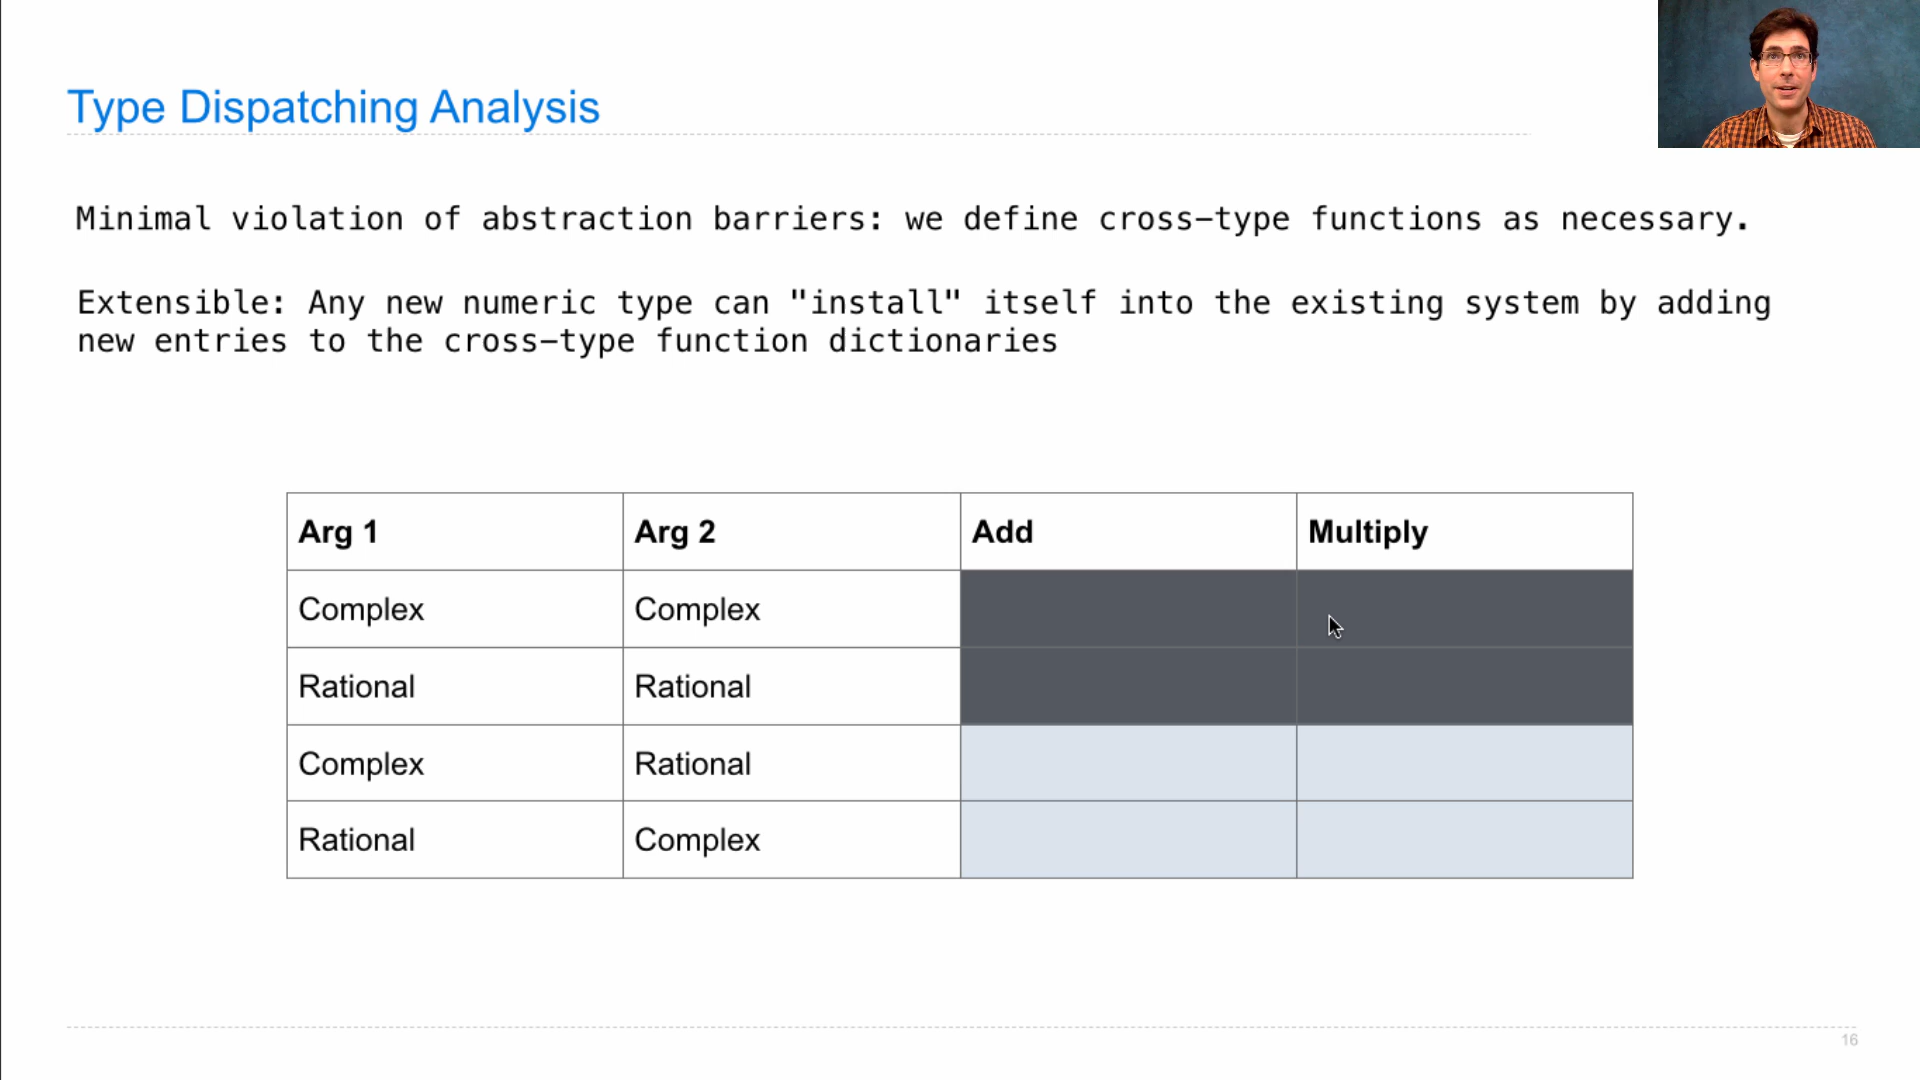 Type Dispatching Analysis
Minimal violation of abstraction barriers: we define cross-type functions as necessary.
Extensible: Any new numeric type can "install" itself into the existing system by adding
new entries to the cross-type function dictionaries
Arg 1 Arg 2 Add Multiply
Complex Complex
Rational Rational
Complex Rational
Rational Complex
16